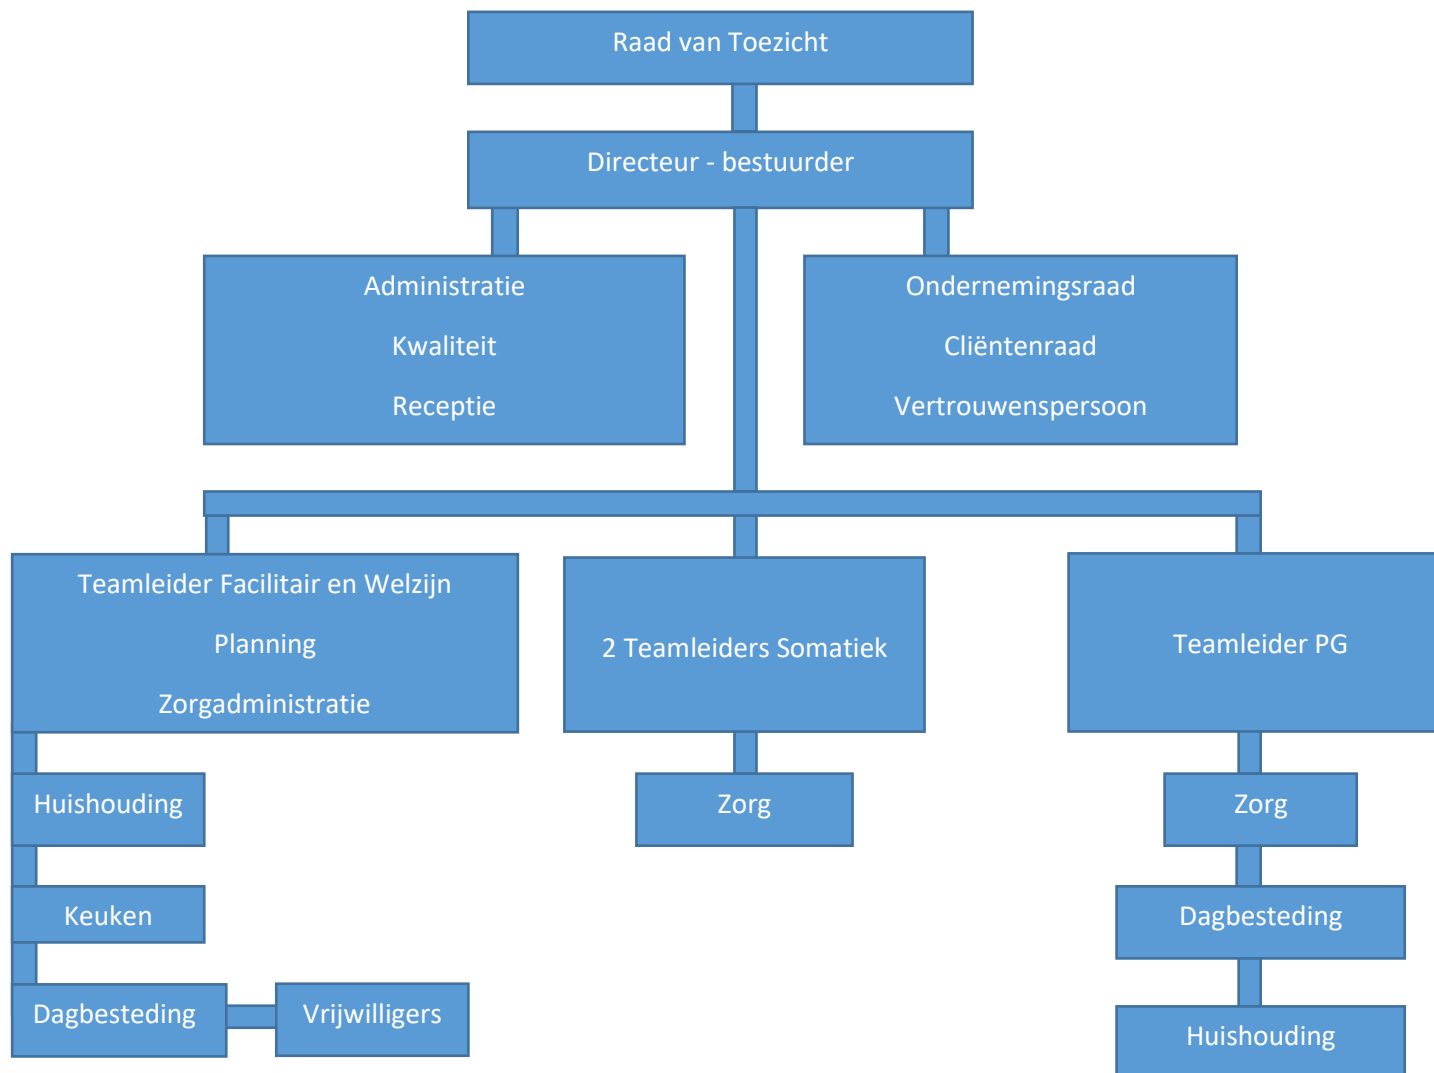 Raad van Toezicht
Directeur - bestuurder
Administratie
Kwaliteit
Receptie
Ondernemingsraad
Cliëntenraad
Vertrouwenspersoon
Teamleider Facilitair en Welzijn
Planning
Zorgadministratie
2 Teamleiders Somatiek
Teamleider PG
Huishouding
Zorg
Zorg
Keuken
Dagbesteding
Dagbesteding
Vrijwilligers
Huishouding